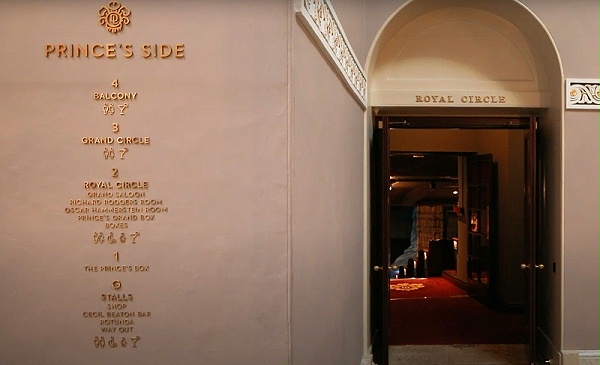 PRINCE'S SIDE
4
BALCONY
3
GRAND CIRCLE
2
ROYAL CIRCLE
GRAND SALOON
RICHARD RODGERS ROOM
OSCAR HAMMERSTEIN ROOM
PRINCE'S GRAND BOX
BOXES
1
THE PRINCE'S BOX
0
STALLS
SHOP
CECIL BEATON BAR
ROTUNDA
WAY OUT
ROYAL CIRCLE